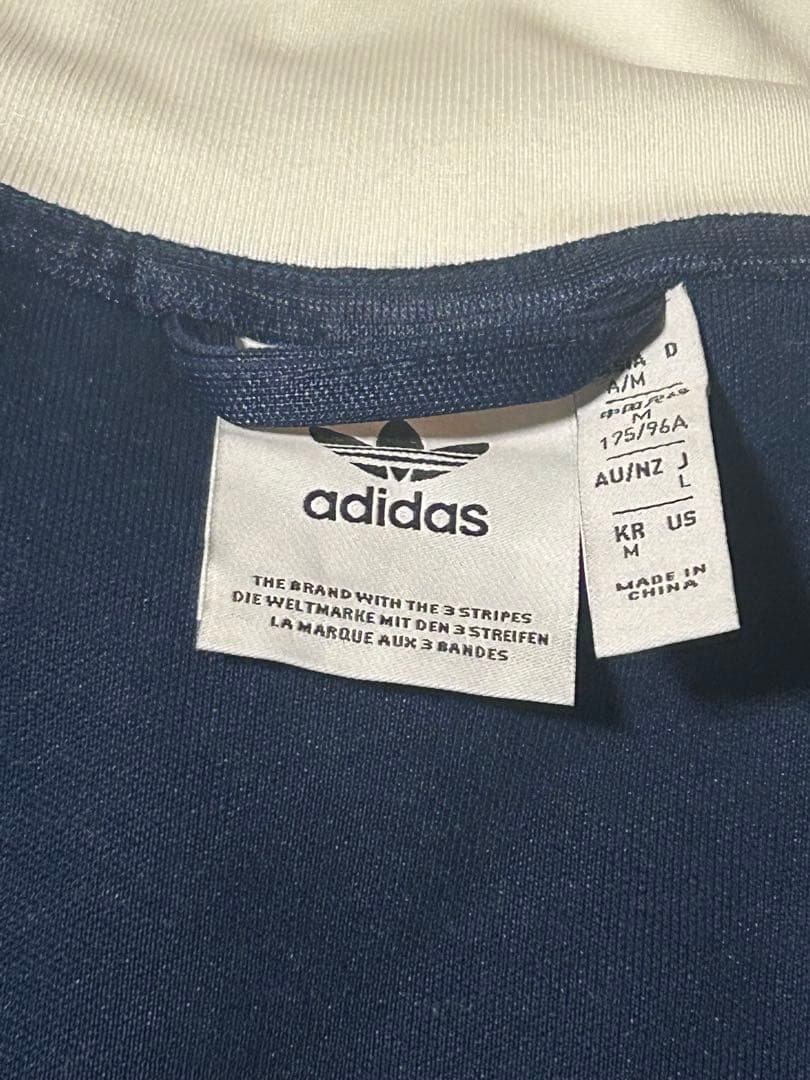 adidas
THE BRAND WITH THE 3 STRIPES
DIE WELTMARKE MIT DEN 3 STREIFEN
LA MARQUE AUX 3 BANDES
D
A/M
M
175/96A
AU/NZ J
L
KR US
M
MADE IN
CHINA